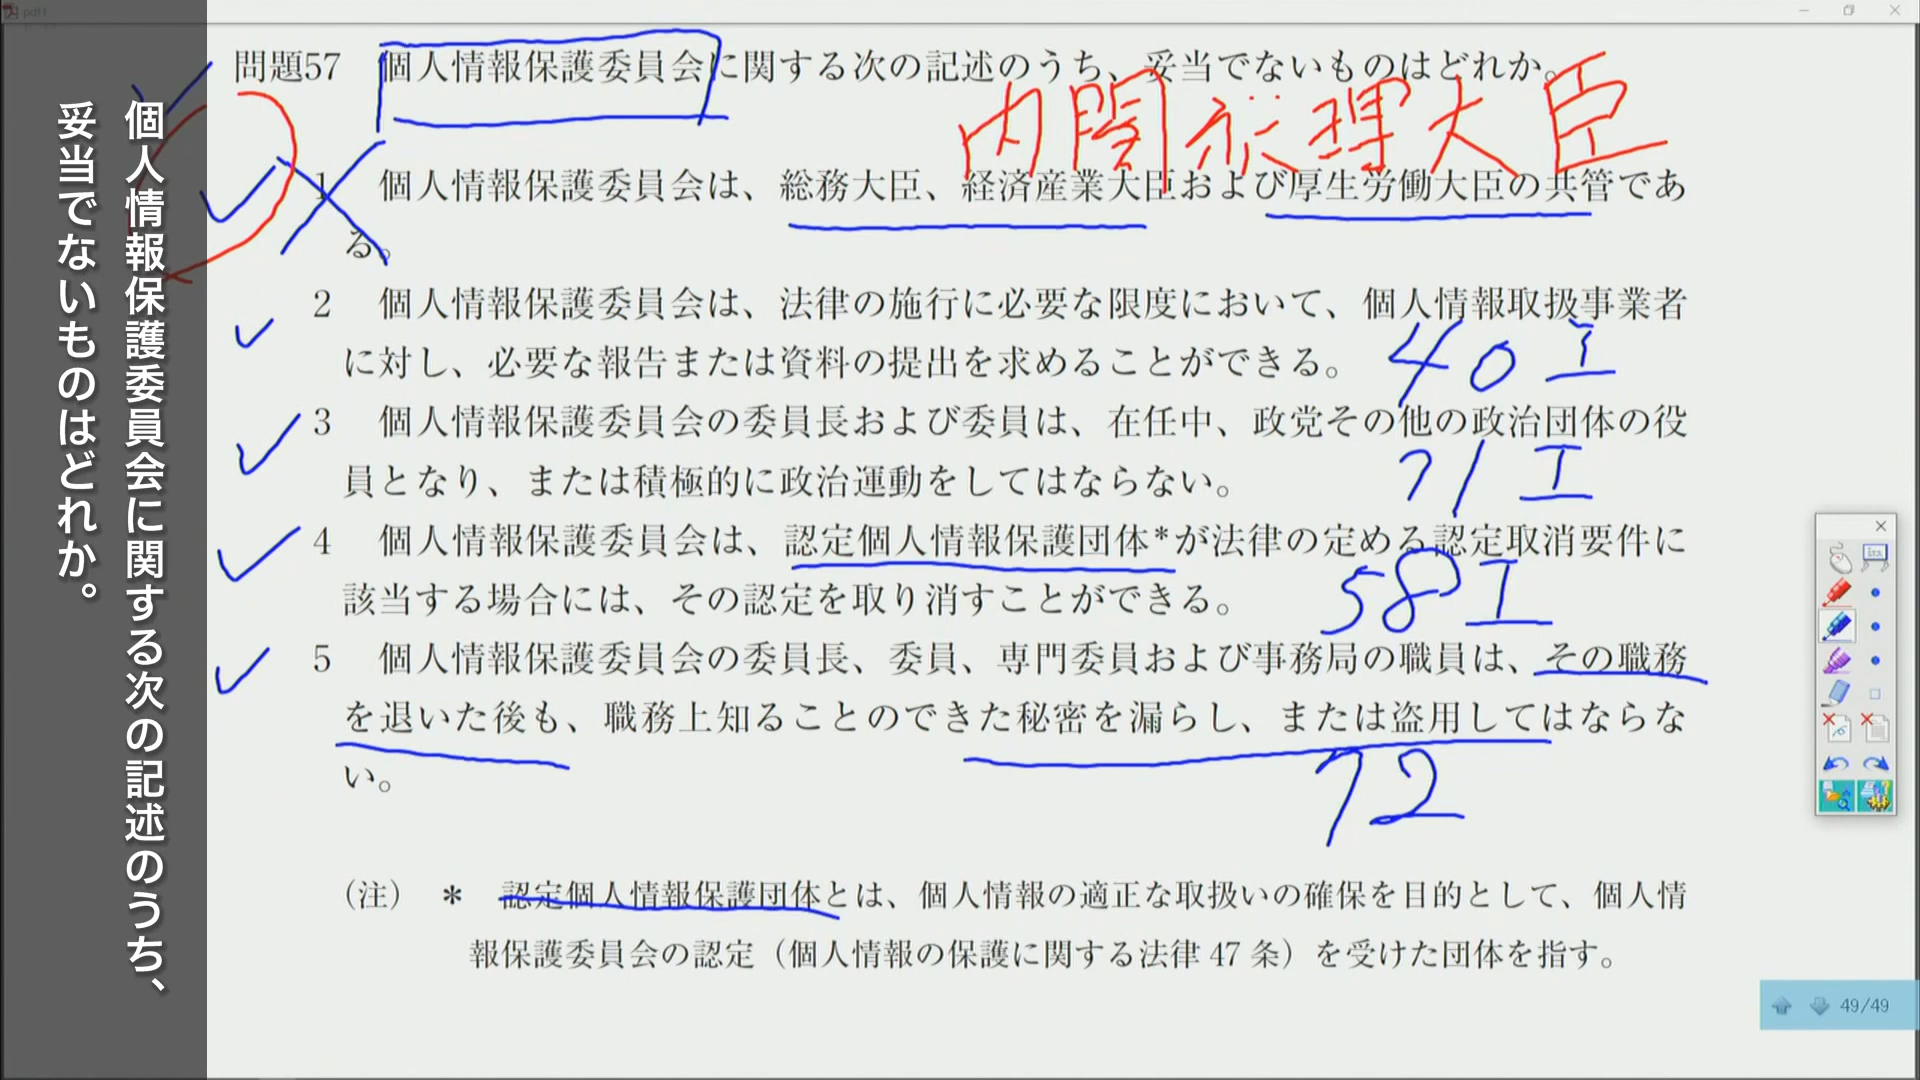 pdf1
個人情報保護委員会に関する次の記述のうち、
妥当でないものはどれか。
問題57 個人情報保護委員会に関する次の記述のうち、妥当でないものはどれか。
内閣総理大臣
1 個人情報保護委員会は、総務大臣、経済産業大臣および厚生労働大臣の共管であ
る。
2 個人情報保護委員会は、法律の施行に必要な限度において、個人情報取扱事業者
に対し、必要な報告または資料の提出を求めることができる。
40 I
3 個人情報保護委員会の委員長および委員は、在任中、政党その他の政治団体の役
員となり、または積極的に政治運動をしてはならない。
71 I
4 個人情報保護委員会は、認定個人情報保護団体*が法律の定める認定取消要件に
該当する場合には、その認定を取り消すことができる。
58 I
5 個人情報保護委員会の委員長、委員、専門委員および事務局の職員は、その職務
を退いた後も、職務上知ることのできた秘密を漏らし、または盗用してはならな
い。
72
（注） * 認定個人情報保護団体とは、個人情報の適正な取扱いの確保を目的として、個人情
報保護委員会の認定（個人情報の保護に関する法律 47 条）を受けた団体を指す。
49/49